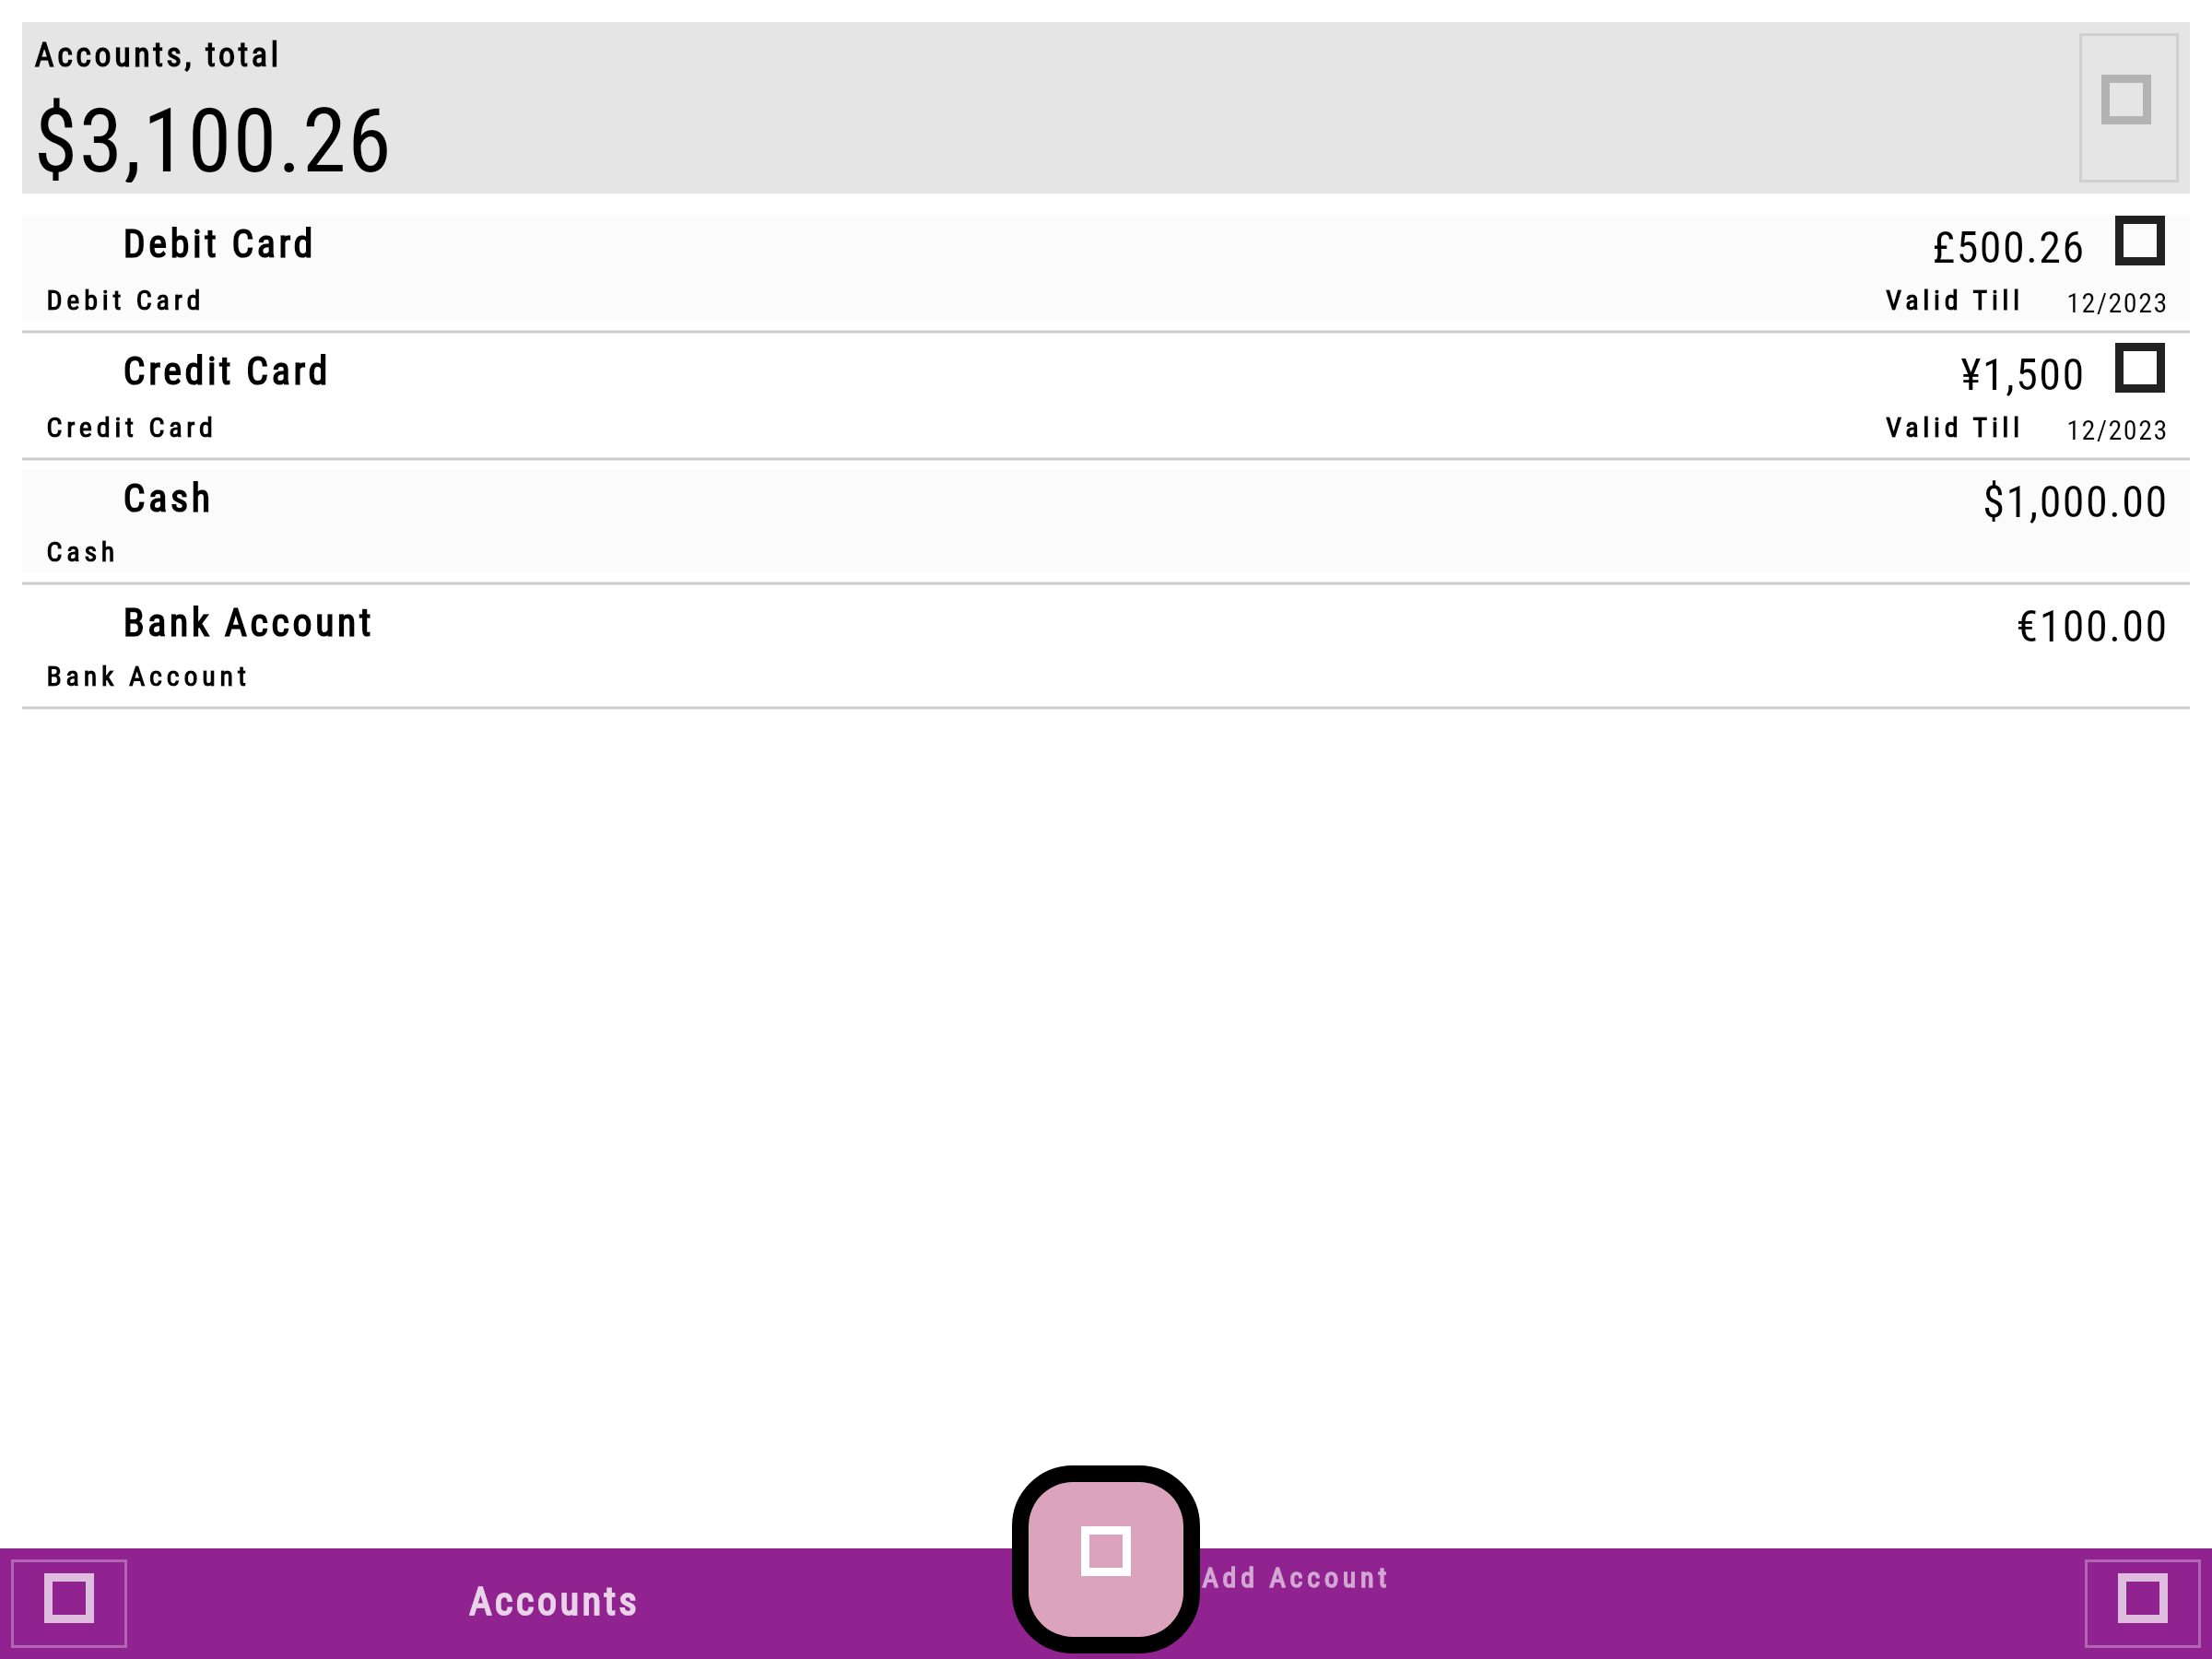 Accounts, total
$3,100.26
Debit Card £500.26
Debit Card Valid Till 12/2023
Credit Card ¥1,500
Credit Card Valid Till 12/2023
Cash $1,000.00
Cash
Bank Account €100.00
Bank Account
Accounts Add Account